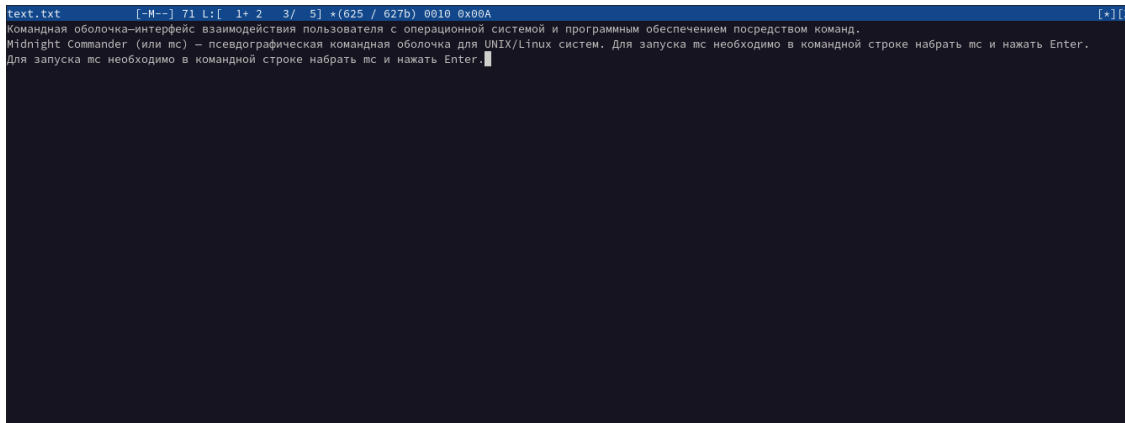 text.txt [-M--] 71 L:[ 1+ 2 3/ 5] *(625 / 627b) 0010 0x00A [*][
Командная оболочка—интерфейс взаимодействия пользователя с операционной системой и программным обеспечением посредством команд.
Midnight Commander (или mc) — псевдографическая командная оболочка для UNIX/Linux систем. Для запуска mc необходимо в командной строке набрать mc и нажать Enter.
Для запуска mc необходимо в командной строке набрать mc и нажать Enter.